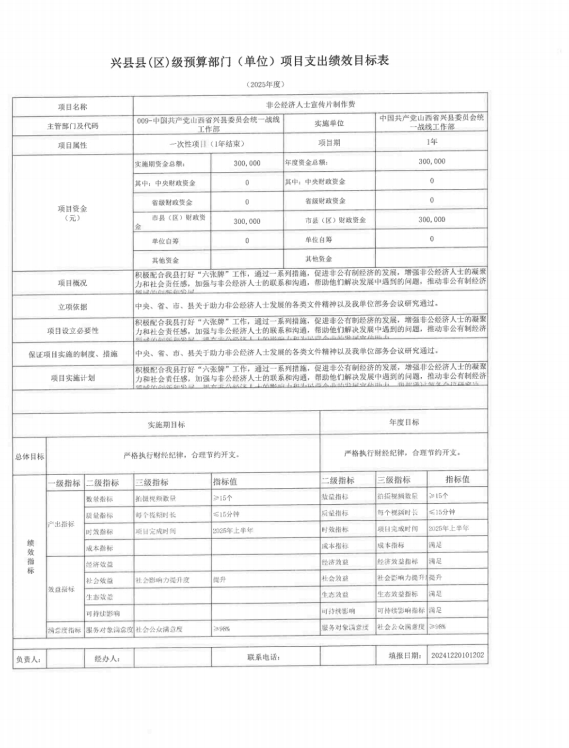 兴县县(区)级预算部门（单位）项目支出绩效目标表
（2025年度）
项目名称 非公经济人士宣传片制作费
主管部门及代码 009-中国共产党山西省兴县委员会统一战线工作部 实施单位 中国共产党山西省兴县委员会统一战线工作部
项目属性 一次性项目（1年结束） 项目期 1年
项目资金（元）
实施期资金总额： 300,000 年度资金总额： 300,000
其中：中央财政资金 0 其中：中央财政资金 0
省级财政资金 0 省级财政资金 0
市县（区）财政资金 300,000 市县（区）财政资金 300,000
单位自筹 0 单位自筹 0
其他资金 其他资金
项目概况 积极配合我县打好“六张牌”工作，通过一系列措施，促进非公有制经济的发展，增强非公经济人士的凝聚力和社会责任感，加强与非公经济人士的联系和沟通，帮助他们解决发展中遇到的问题，推动非公有制经济
立项依据 中央、省、市、县关于助力非公经济人士发展的各类文件精神以及我单位部务会议研究通过。
项目设立必要性 积极配合我县打好“六张牌”工作，通过一系列措施，促进非公有制经济的发展，增强非公经济人士的凝聚力和社会责任感，加强与非公经济人士的联系和沟通，帮助他们解决发展中遇到的问题，推动非公有制经济
保证项目实施的制度、措施 中央、省、市、县关于助力非公经济人士发展的各类文件精神以及我单位部务会议研究通过。
项目实施计划 积极配合我县打好“六张牌”工作，通过一系列措施，促进非公有制经济的发展，增强非公经济人士的凝聚力和社会责任感，加强与非公经济人士的联系和沟通，帮助他们解决发展中遇到的问题，推动非公有制经济
实施期目标 年度目标
总体目标 严格执行财经纪律，合理节约开支。 严格执行财经纪律，合理节约开支。
绩效指标
一级指标 二级指标 三级指标 指标值 二级指标 三级指标 指标值
产出指标
数量指标 拍摄视频数量 ≥15个 数量指标 拍摄视频数量 ≥15个
质量指标 每个视频时长 ≤15分钟 质量指标 每个视频时长 ≤15分钟
时效指标 项目完成时间 2025年上半年 时效指标 项目完成时间 2025年上半年
成本指标 成本指标 成本指标 满足
效益指标
经济效益 经济效益 经济效益指标 满足
社会效益 社会影响力提升度 提升 社会效益 社会影响力提升 提升
生态效益 生态效益 生态效益指标 满足
可持续影响 可持续影响 可持续影响指标 满足
满意度指标 服务对象满意度 社会公众满意度 ≥98% 服务对象满意度 社会公众满意度 ≥98%
负责人： 经办人： 联系电话： 填报日期： 20241220101202